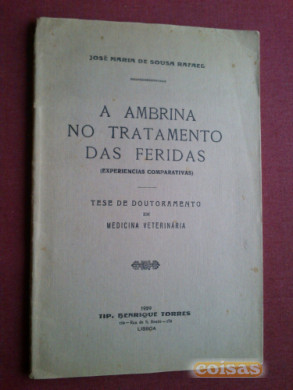 JOSÉ MARIA DE SOUSA RAFAEL
A AMBRINA
NO TRATAMENTO
DAS FERIDAS
(EXPERIENCIAS COMPARATIVAS)
TESE DE DOUTORAMENTO
EM
MEDICINA VETERINÁRIA
TIP. HENRIQUE TORRES
LISBOA
coisas